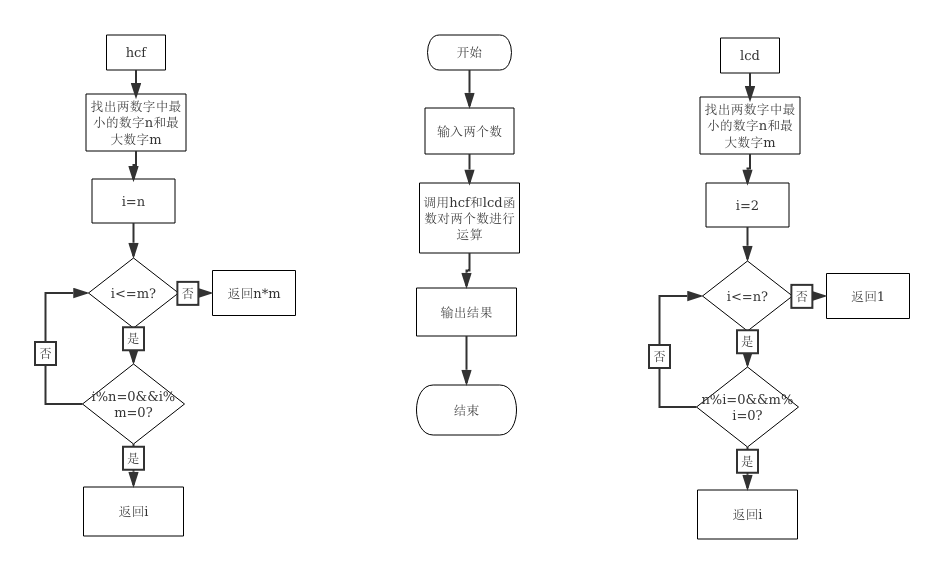 hcf
找出两数字中最
小的数字n和最
大数字m
i=n
i<=m?
否
返回n*m
是
否
i%n=0&&i%
m=0?
是
返回i
开始
输入两个数
调用hcf和lcd函
数对两个数进行
运算
输出结果
结束
lcd
找出两数字中最
小的数字n和最
大数字m
i=2
i<=n?
否
返回1
是
否
n%i=0&&m%
i=0?
是
返回i